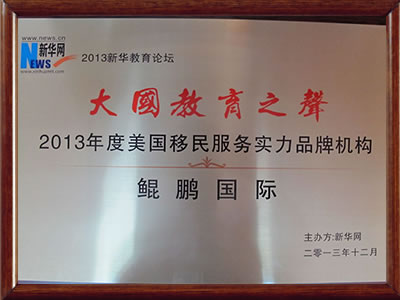 www.news.cn
新华网
NEWS
www.xinhuanet.com
2013新华教育论坛
大國教育之聲
2013年度美国移民服务实力品牌机构
鲲鹏国际
主办方:新华网
二零一三年十二月